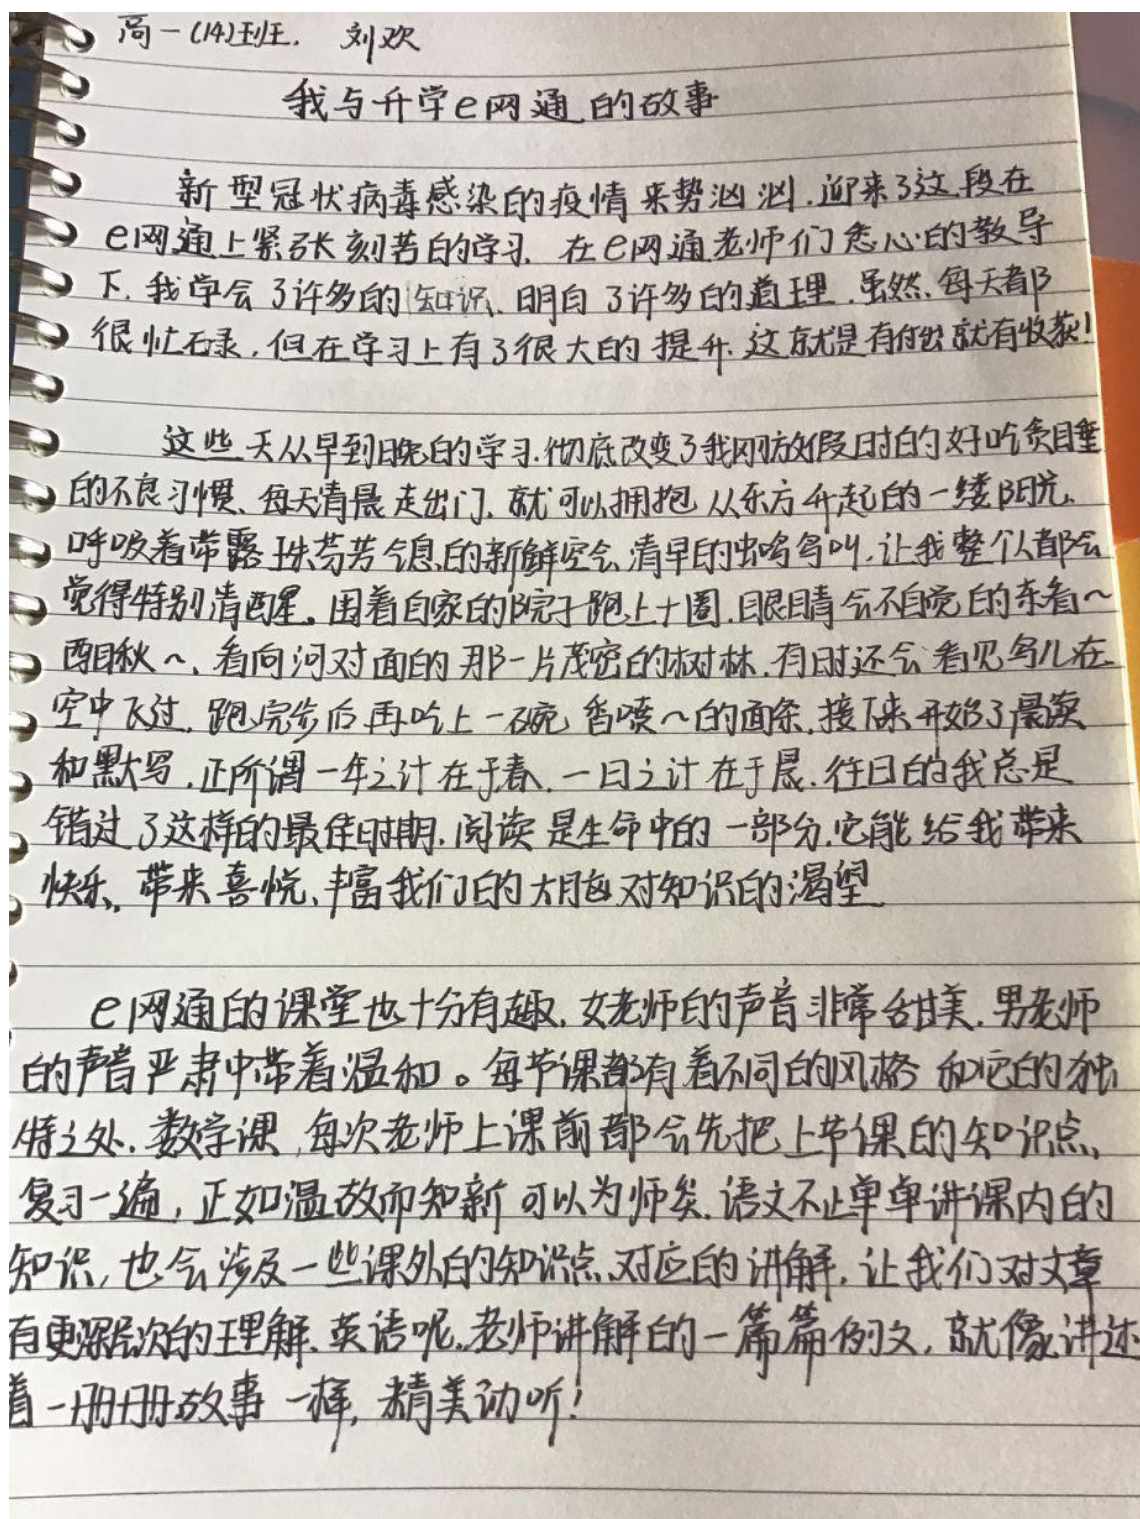 高一(14)班. 刘欢
我与升学e网通的故事
新型冠状病毒感染的疫情来势汹汹.迎来了这段在
e网通上紧张刻苦的学习.在e网通老师们悉心的教导
下.我学会了许多的知识、明白了许多的道理.虽然、每天都
很忙碌.但在学习上有了很大的提升.这就是有付出就有收获!
这些天从早到晚的学习.彻底改变了我刚放假时的好吃贪睡
的不良习惯、每天清晨走出门.就可以拥抱从东方升起的一缕阳光.
呼吸着带露珠芬芳气息的新鲜空气.清早的虫鸣鸟叫.让我整个人都会
觉得特别清醒。围着自家的院子跑上十圈.眼睛会不自觉的东看~
西瞅~、看向河对面的那一片茂密的树林.有时还会看见鸟儿在
空中飞过.跑完步后再吃上一碗香喷~的面条.接下来开始了晨读
和默写.正所谓一年之计在于春、一日之计在于晨.往日的我总是
错过了这样的最佳时期.阅读是生命中的一部分.它能给我带来
快乐、带来喜悦、丰富我们的大脑对知识的渴望.
e网通的课堂也十分有趣.女老师的声音非常甜美.男老师
的声音严肃中带着温和。每节课都有着不同的风格和它的独
特之处.数学课,每次老师上课前都会先把上节课的知识点、
复习一遍,正如温故而知新可以为师矣.语文不止单单讲课内的
知识,也会涉及一些课外的知识点对应的讲解.让我们对文章
有更深层次的理解.英语呢.老师讲解的一篇篇例文.就像讲述
着一册册故事一样,精美动听!